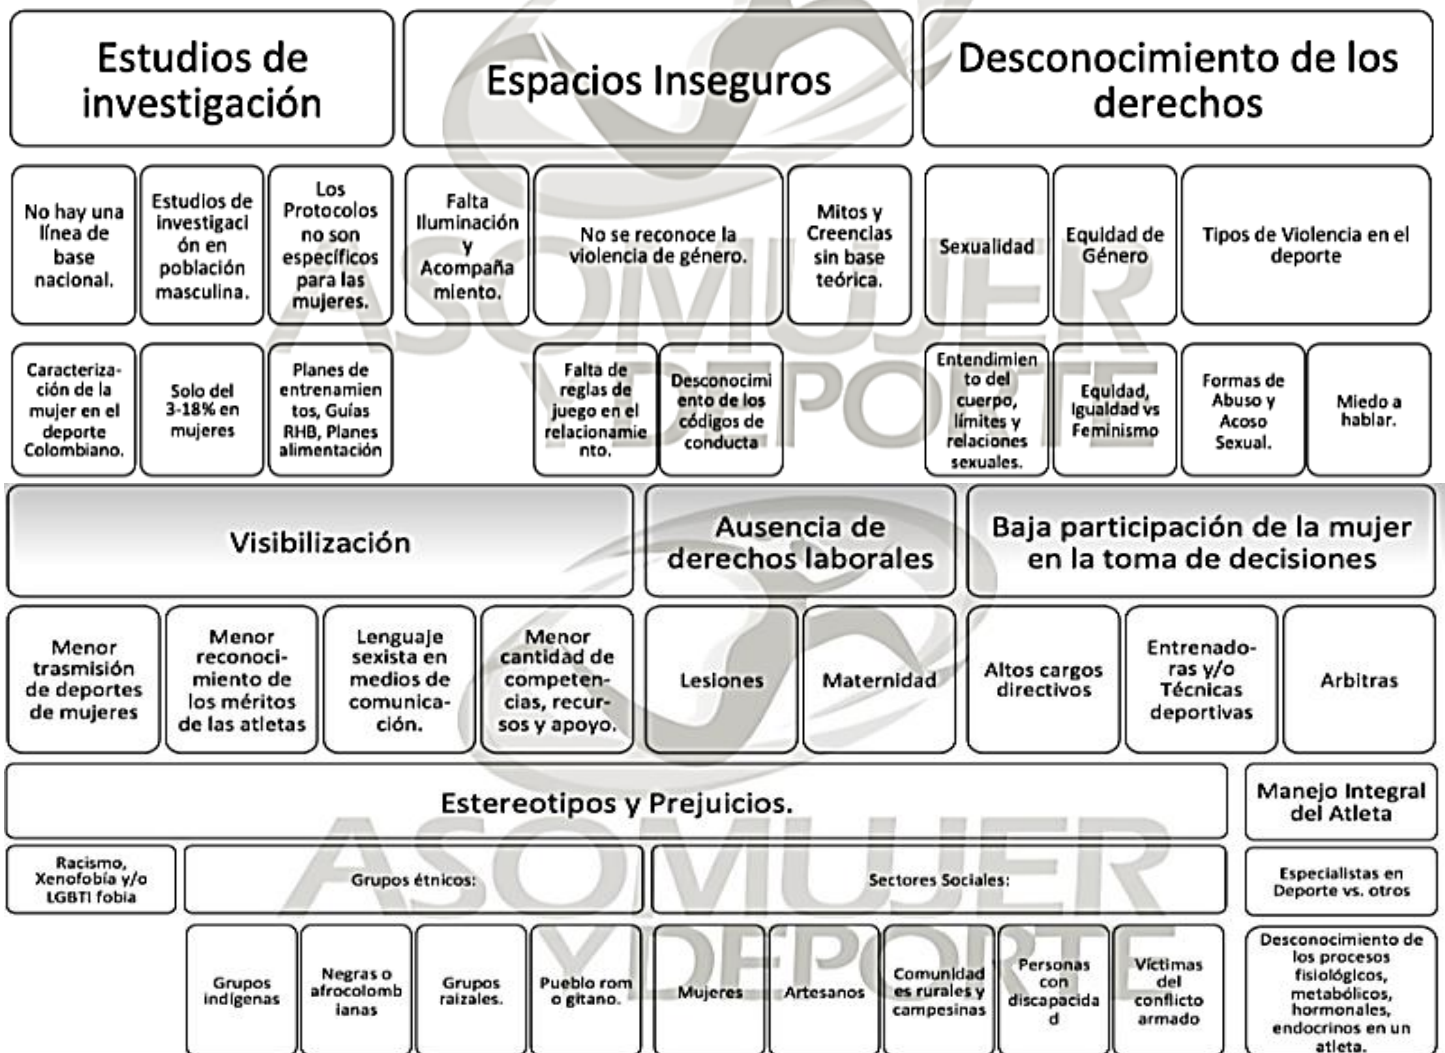 Estudios de
investigación
Espacios Inseguros
Desconocimiento de los
derechos
No hay una
línea de
base
nacional.
Estudios de
investigaci
ón en
población
masculina.
Los
Protocolos
no son
específicos
para las
mujeres.
Falta
Iluminación
y
Acompaña
miento.
No se reconoce la
violencia de género.
Mitos y
Creencias
sin base
teórica.
Sexualidad
Equidad de
Género
Tipos de Violencia en el
deporte
Caracteriza-
ción de la
mujer en el
deporte
Colombiano.
Solo del
3-18% en
mujeres
Planes de
entrenamien
tos, Guías
RHB, Planes
alimentación
Falta de
reglas de
juego en el
relacionamie
nto.
Desconocimi
ento de los
códigos de
conducta
Entendimien
to del
cuerpo,
límites y
relaciones
sexuales.
Equidad,
Igualdad vs
Feminismo
Formas de
Abuso y
Acoso
Sexual.
Miedo a
hablar.
ASOMUJER
Y DEPORTE
Visibilización
Ausencia de
derechos laborales
Baja participación de la mujer
en la toma de decisiones
Menor
trasmisión
de deportes
de mujeres
Menor
reconoci-
miento de
los méritos
de las atletas
Lenguaje
sexista en
medios de
comunica-
ción.
Menor
cantidad de
competen-
cias, recur-
sos y apoyo.
Lesiones
Maternidad
Altos cargos
directivos
Entrenado-
ras y/o
Técnicas
deportivas
Arbitras
Estereotipos y Prejuicios.
Manejo Integral
del Atleta
Racismo,
Xenofobía y/o
LGBTI fobia
Grupos étnicos:
Sectores Sociales:
Especialistas en
Deporte vs. otros
Grupos
indígenas
Negras o
afrocolomb
ianas
Grupos
raizales.
Pueblo rom
o gitano.
Mujeres
Artesanos
Comunidad
es rurales y
campesinas
Personas
con
discapacida
d
Víctimas
del
conflicto
armado
Desconocimiento de
los procesos
fisiológicos,
metabólicos,
hormonales,
endocrinos en un
atleta.
ASOMUJER
Y DEPORTE